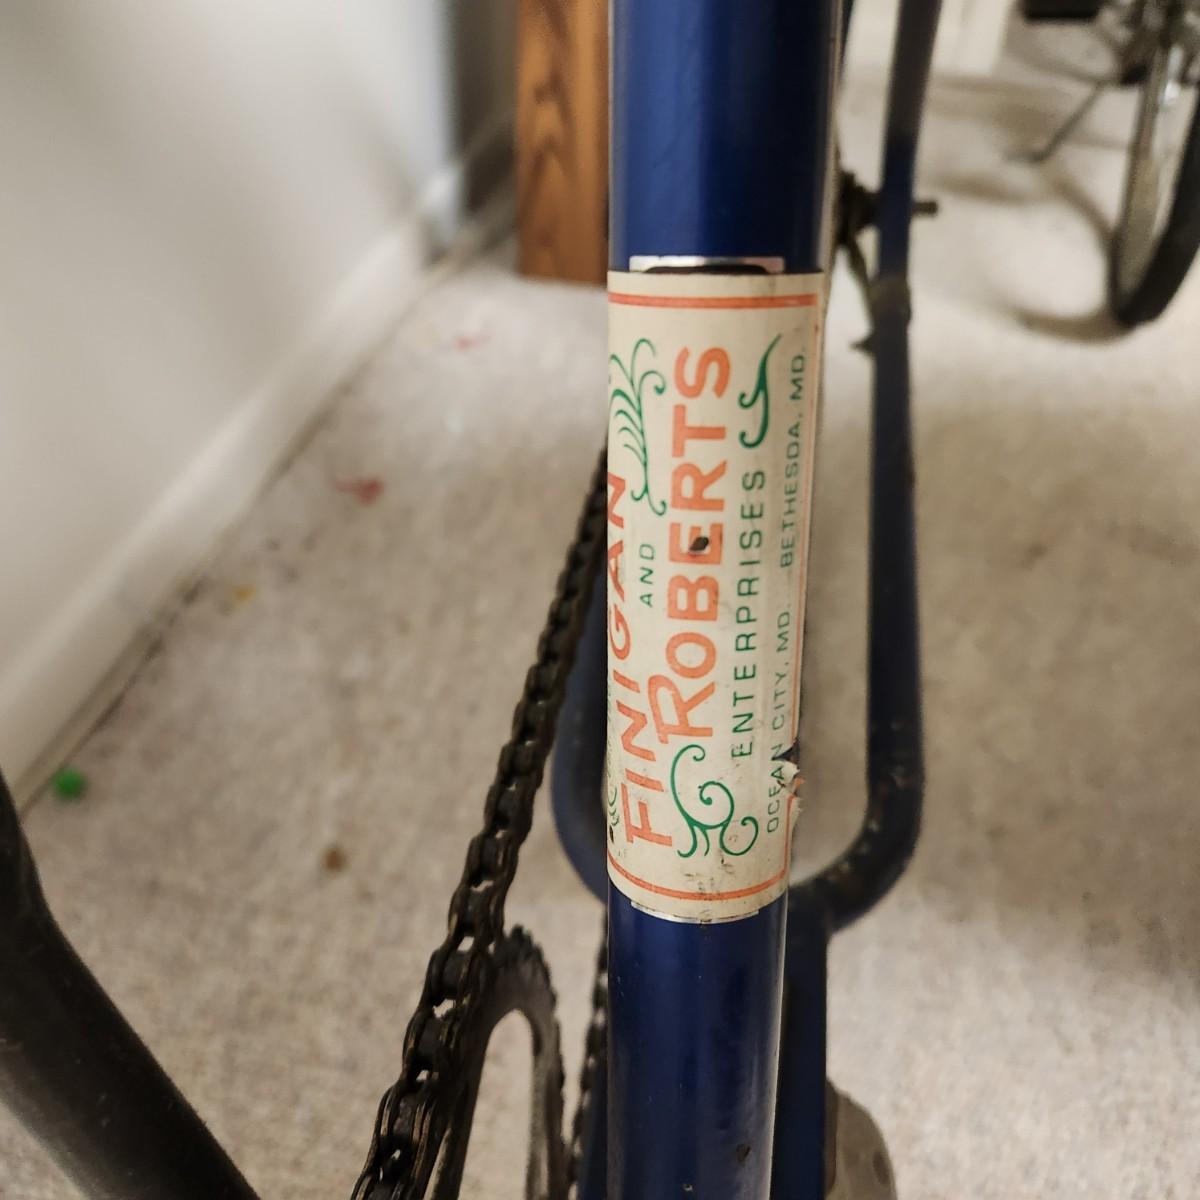 FINIGAN
AND
ROBERTS
ENTERPRISES
OCEAN CITY, MD. BETHESDA, MD.